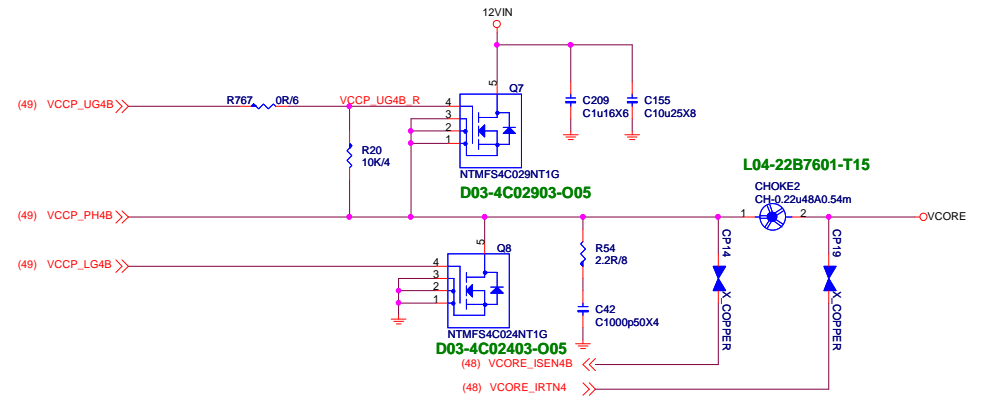 12VIN
(49) VCCP_UG4B
R767 0R/6
VCCP_UG4B_R
R20
10K/4
5
Q7
4
3
2
1
NTMFS4C029NT1G
D03-4C02903-O05
C209
C1u16X6
C155
C10u25X8
L04-22B7601-T15
CHOKE2
CH-0.22u48A0.54m
1 2
VCORE
(49) VCCP_PH4B
(49) VCCP_LG4B
5
Q8
4
3
2
1
NTMFS4C024NT1G
D03-4C02403-O05
R54
2.2R/8
C42
C1000p50X4
CP14
X_COPPER
CP19
X_COPPER
(48) VCORE_ISEN4B
(48) VCORE_IRTN4